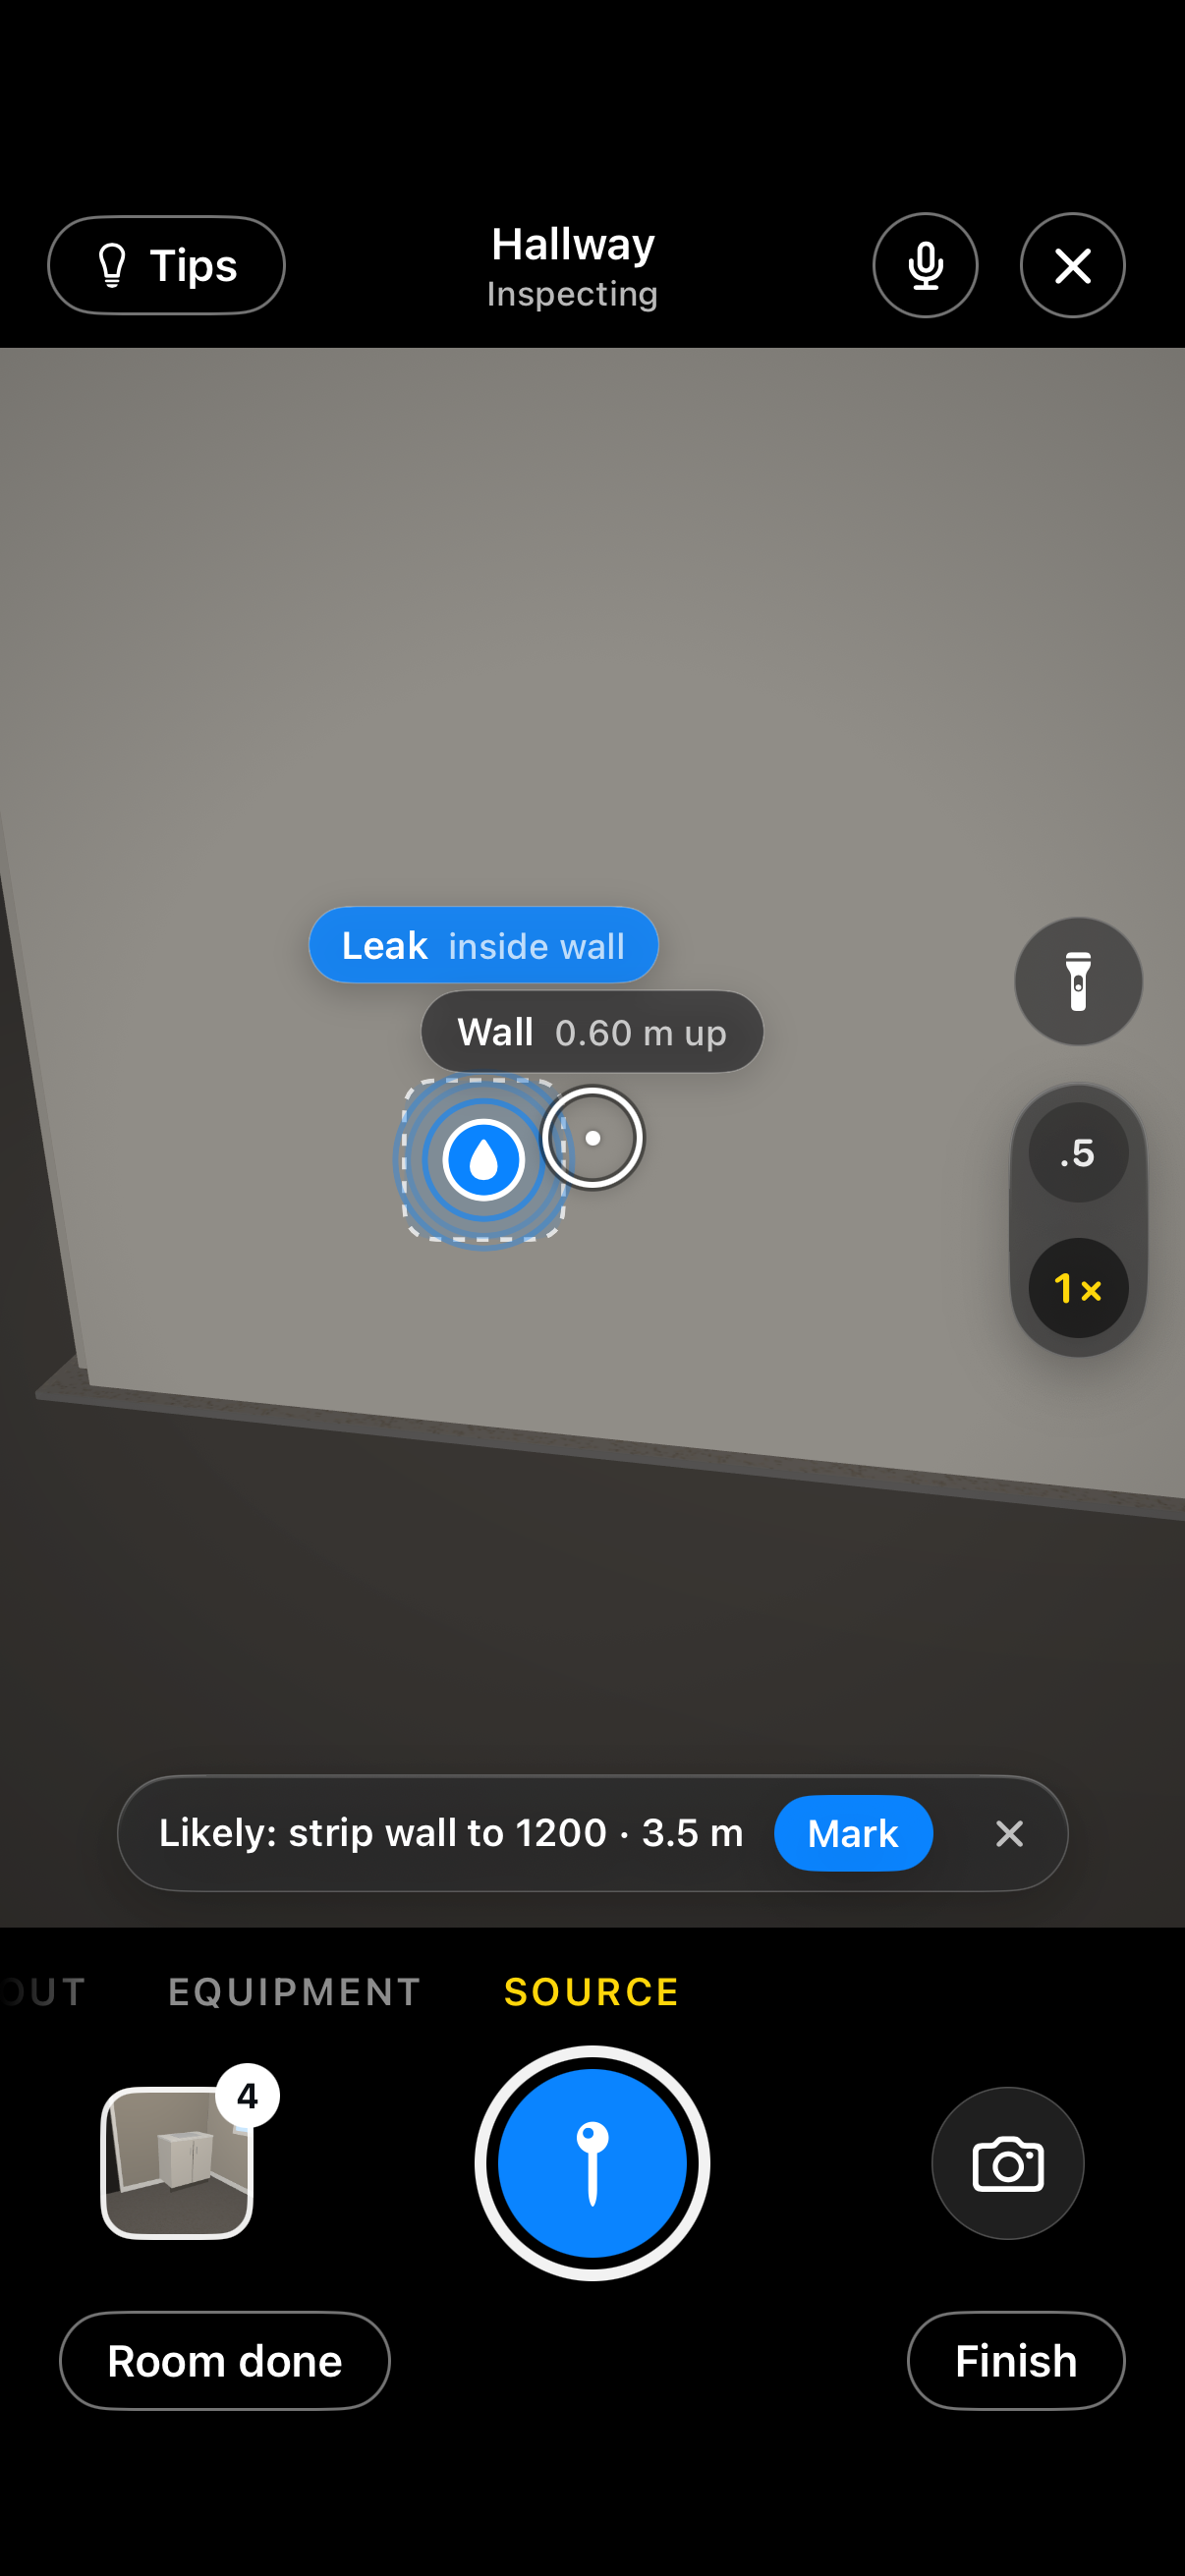 Tips
Hallway
Inspecting
Leak inside wall
Wall 0.60 m up
.5
1×
Likely: strip wall to 1200 · 3.5 m
Mark
EQUIPMENT
SOURCE
4
Room done
Finish